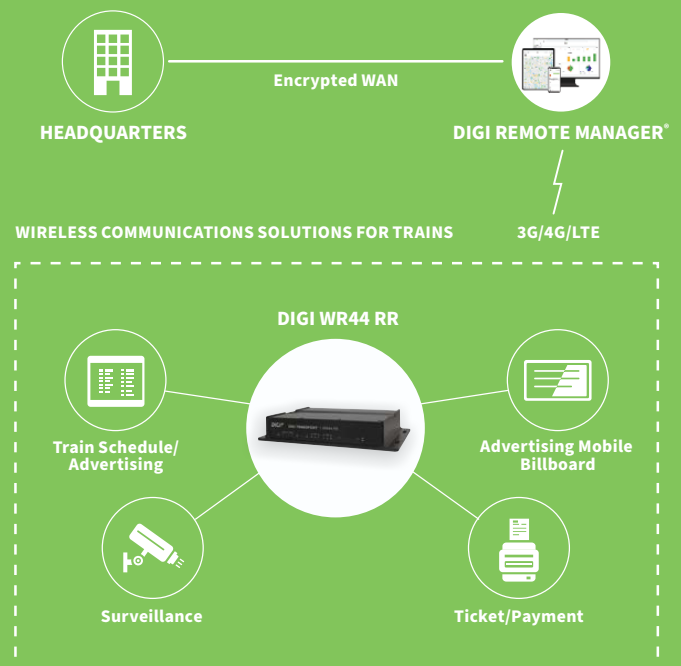 Encrypted WAN
HEADQUARTERS
DIGI REMOTE MANAGER®
WIRELESS COMMUNICATIONS SOLUTIONS FOR TRAINS
3G/4G/LTE
DIGI WR44 RR
Train Schedule/
Advertising
Advertising Mobile
Billboard
Surveillance
Ticket/Payment